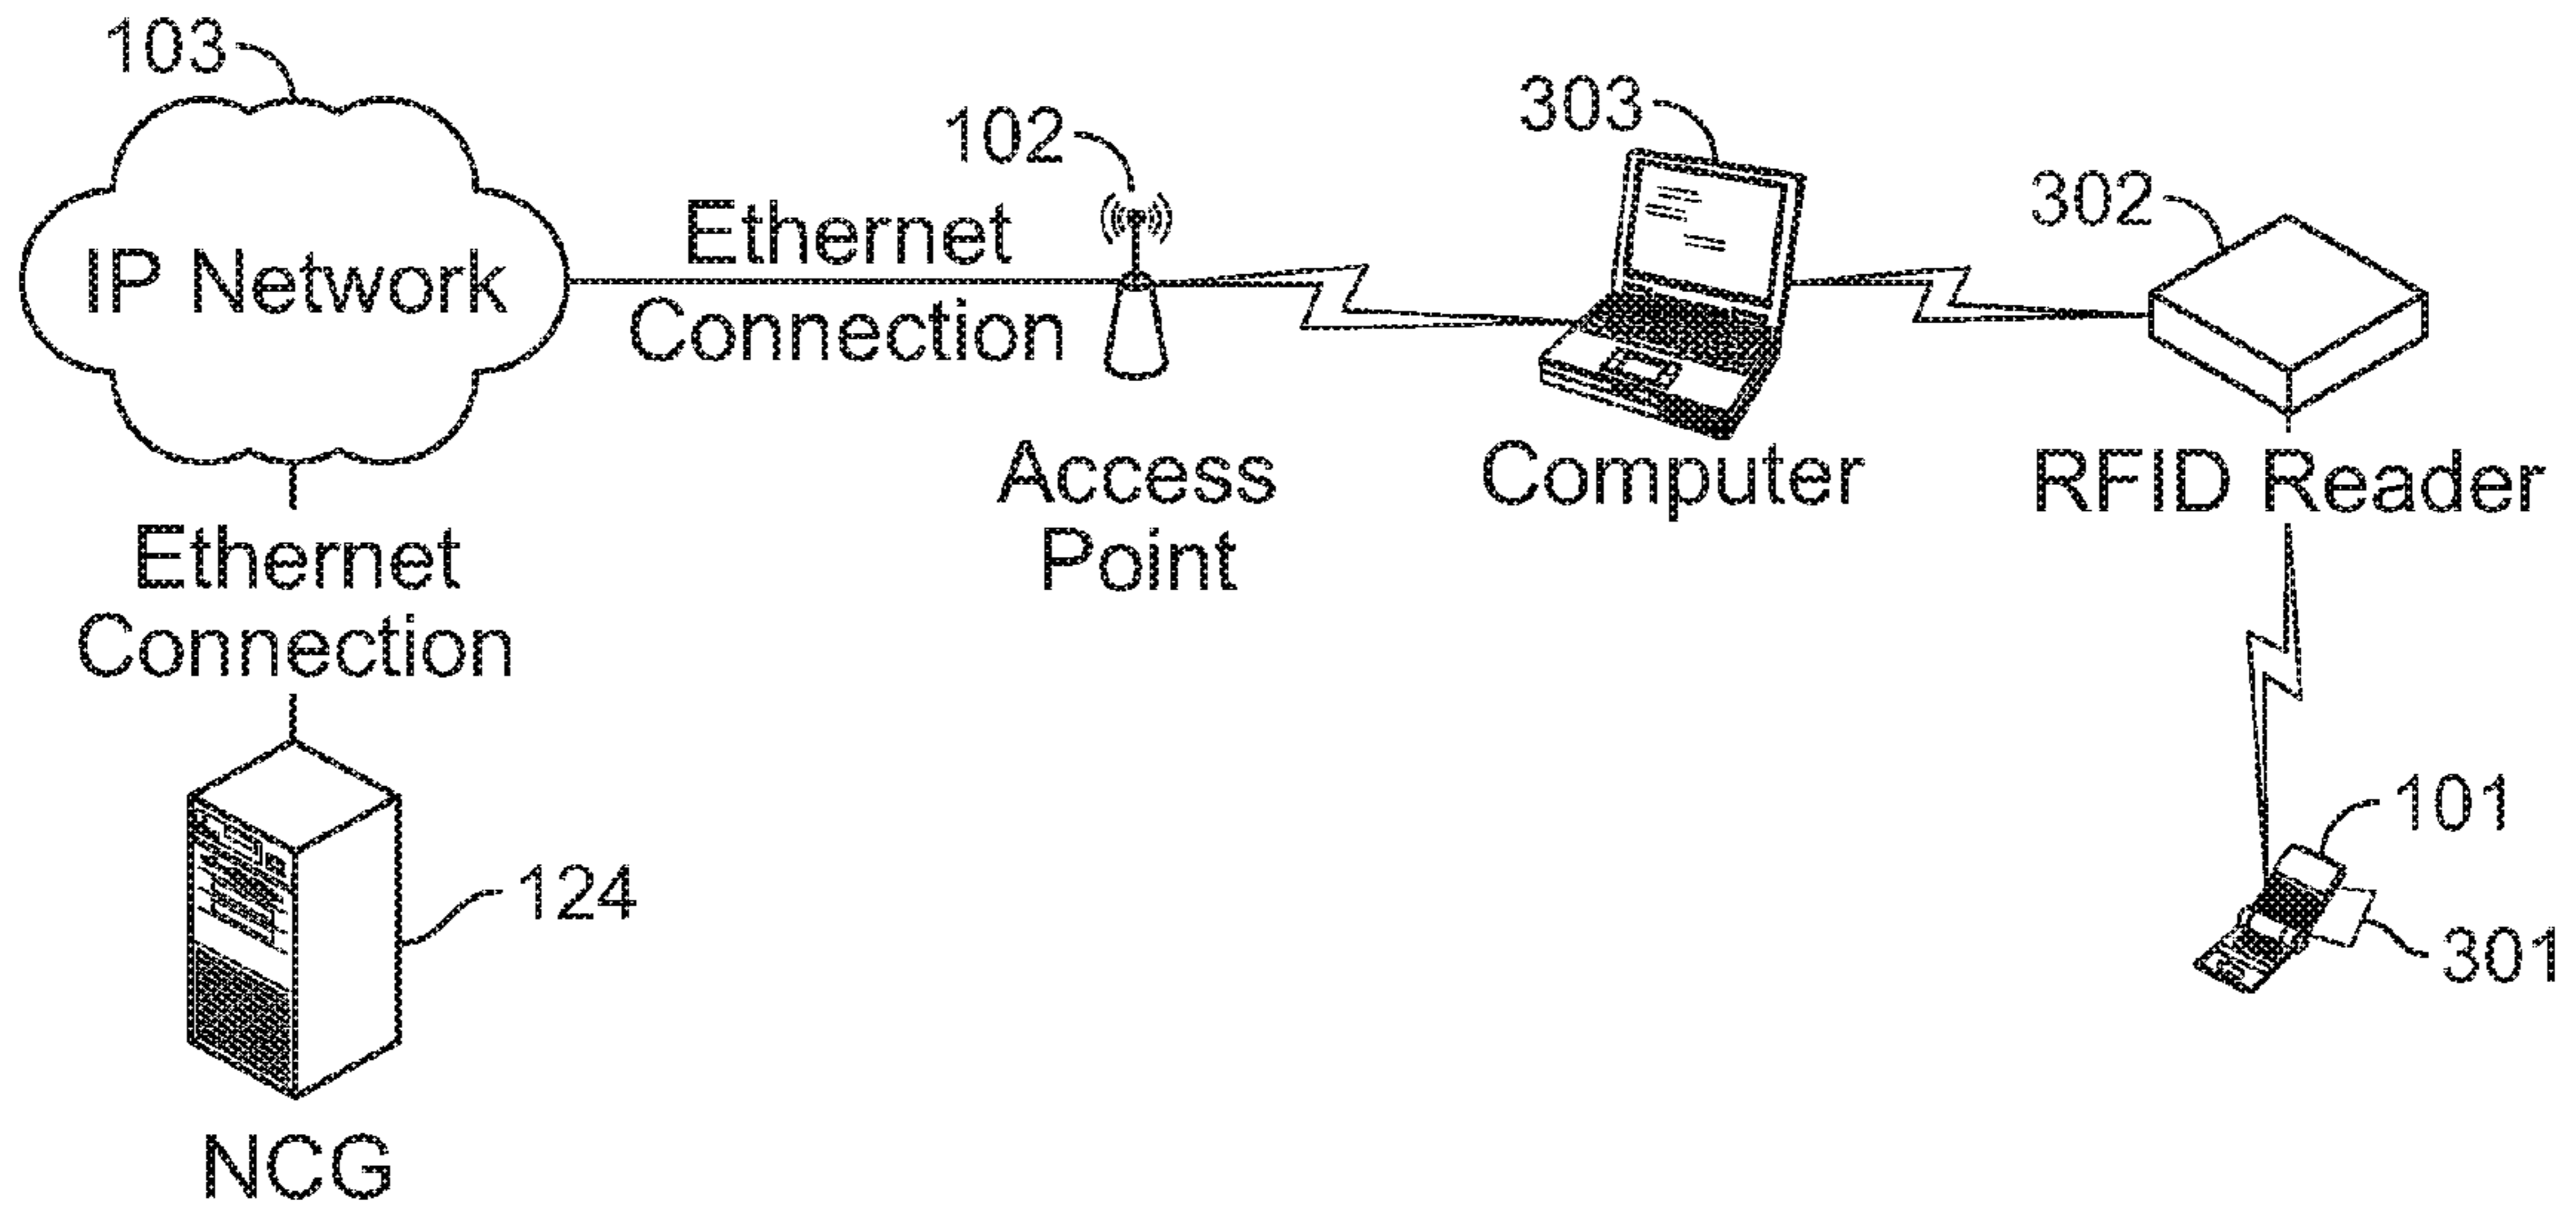 103
102
303
302
IP Network
Ethernet
Connection
Access
Point
Computer
RFID Reader
Ethernet
Connection
101
124
301
NCG